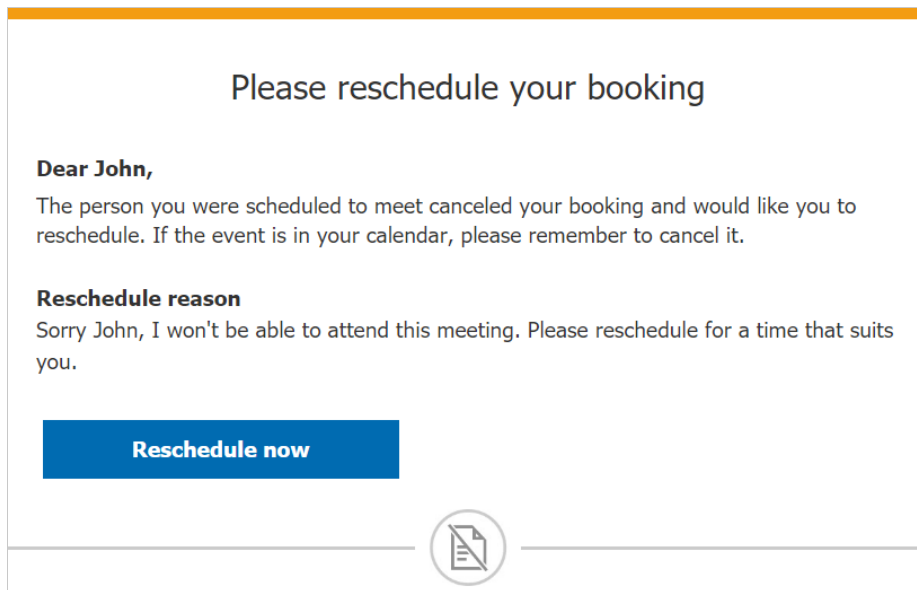 Please reschedule your booking
Dear John,
The person you were scheduled to meet canceled your booking and would like you to
reschedule. If the event is in your calendar, please remember to cancel it.
Reschedule reason
Sorry John, I won't be able to attend this meeting. Please reschedule for a time that suits
you.
Reschedule now